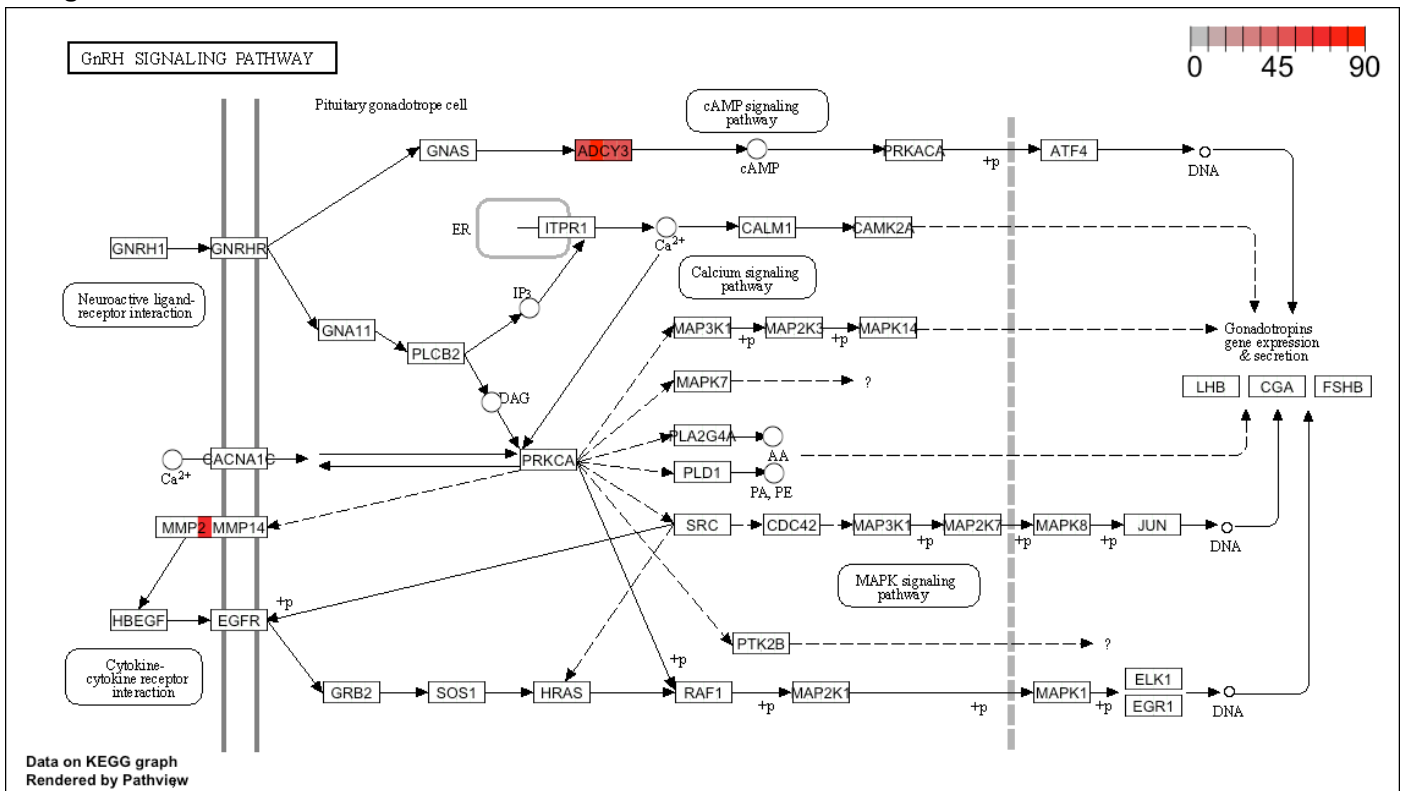 GnRH SIGNALING PATHWAY
0 45 90
Pituitary gonadotrope cell
cAMP signaling
pathway
GNAS
ADCY3
cAMP
PRKACA
+p
ATF4
DNA
ER
ITPR1
Ca2+
CALM1
CAMK2A
GNRH1
GNRHR
Calcium signaling
pathway
Neuroactive ligand-
receptor interaction
IP3
GNA11
PLCB2
MAP3K1
+p
MAP2K3
+p
MAPK14
Gonadotropins
gene expression
& secretion
DAG
MAPK7
?
LHB
CGA
FSHB
PLA2G4A
AA
Ca2+
CACNA1C
PRKCA
PLD1
PA, PE
MMP2
MMP14
SRC
CDC42
MAP3K1
+p
MAP2K7
+p
MAPK8
+p
JUN
DNA
MAPK signaling
pathway
HBEGF
+p
EGFR
PTK2B
?
Cytokine-
cytokine receptor
interaction
GRB2
SOS1
HRAS
+p
RAF1
+p
MAP2K1
+p
MAPK1
+p
ELK1
EGR1
DNA
Data on KEGG graph
Rendered by Pathview